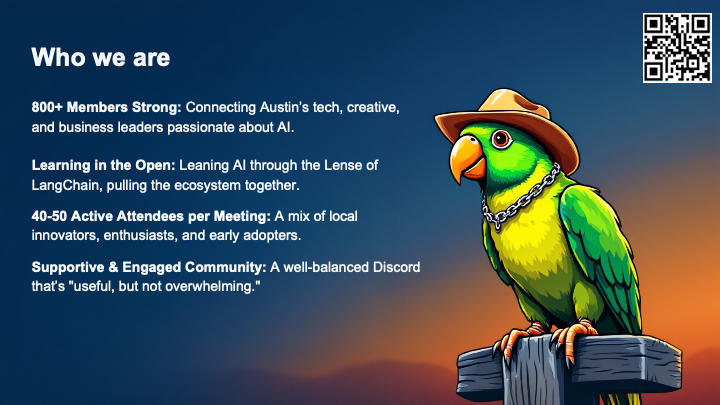 Who we are
800+ Members Strong: Connecting Austin's tech, creative,
and business leaders passionate about AI.
Learning in the Open: Leaning AI through the Lense of
LangChain, pulling the ecosystem together.
40-50 Active Attendees per Meeting: A mix of local
innovators, enthusiasts, and early adopters.
Supportive & Engaged Community: A well-balanced Discord
that's "useful, but not overwhelming."